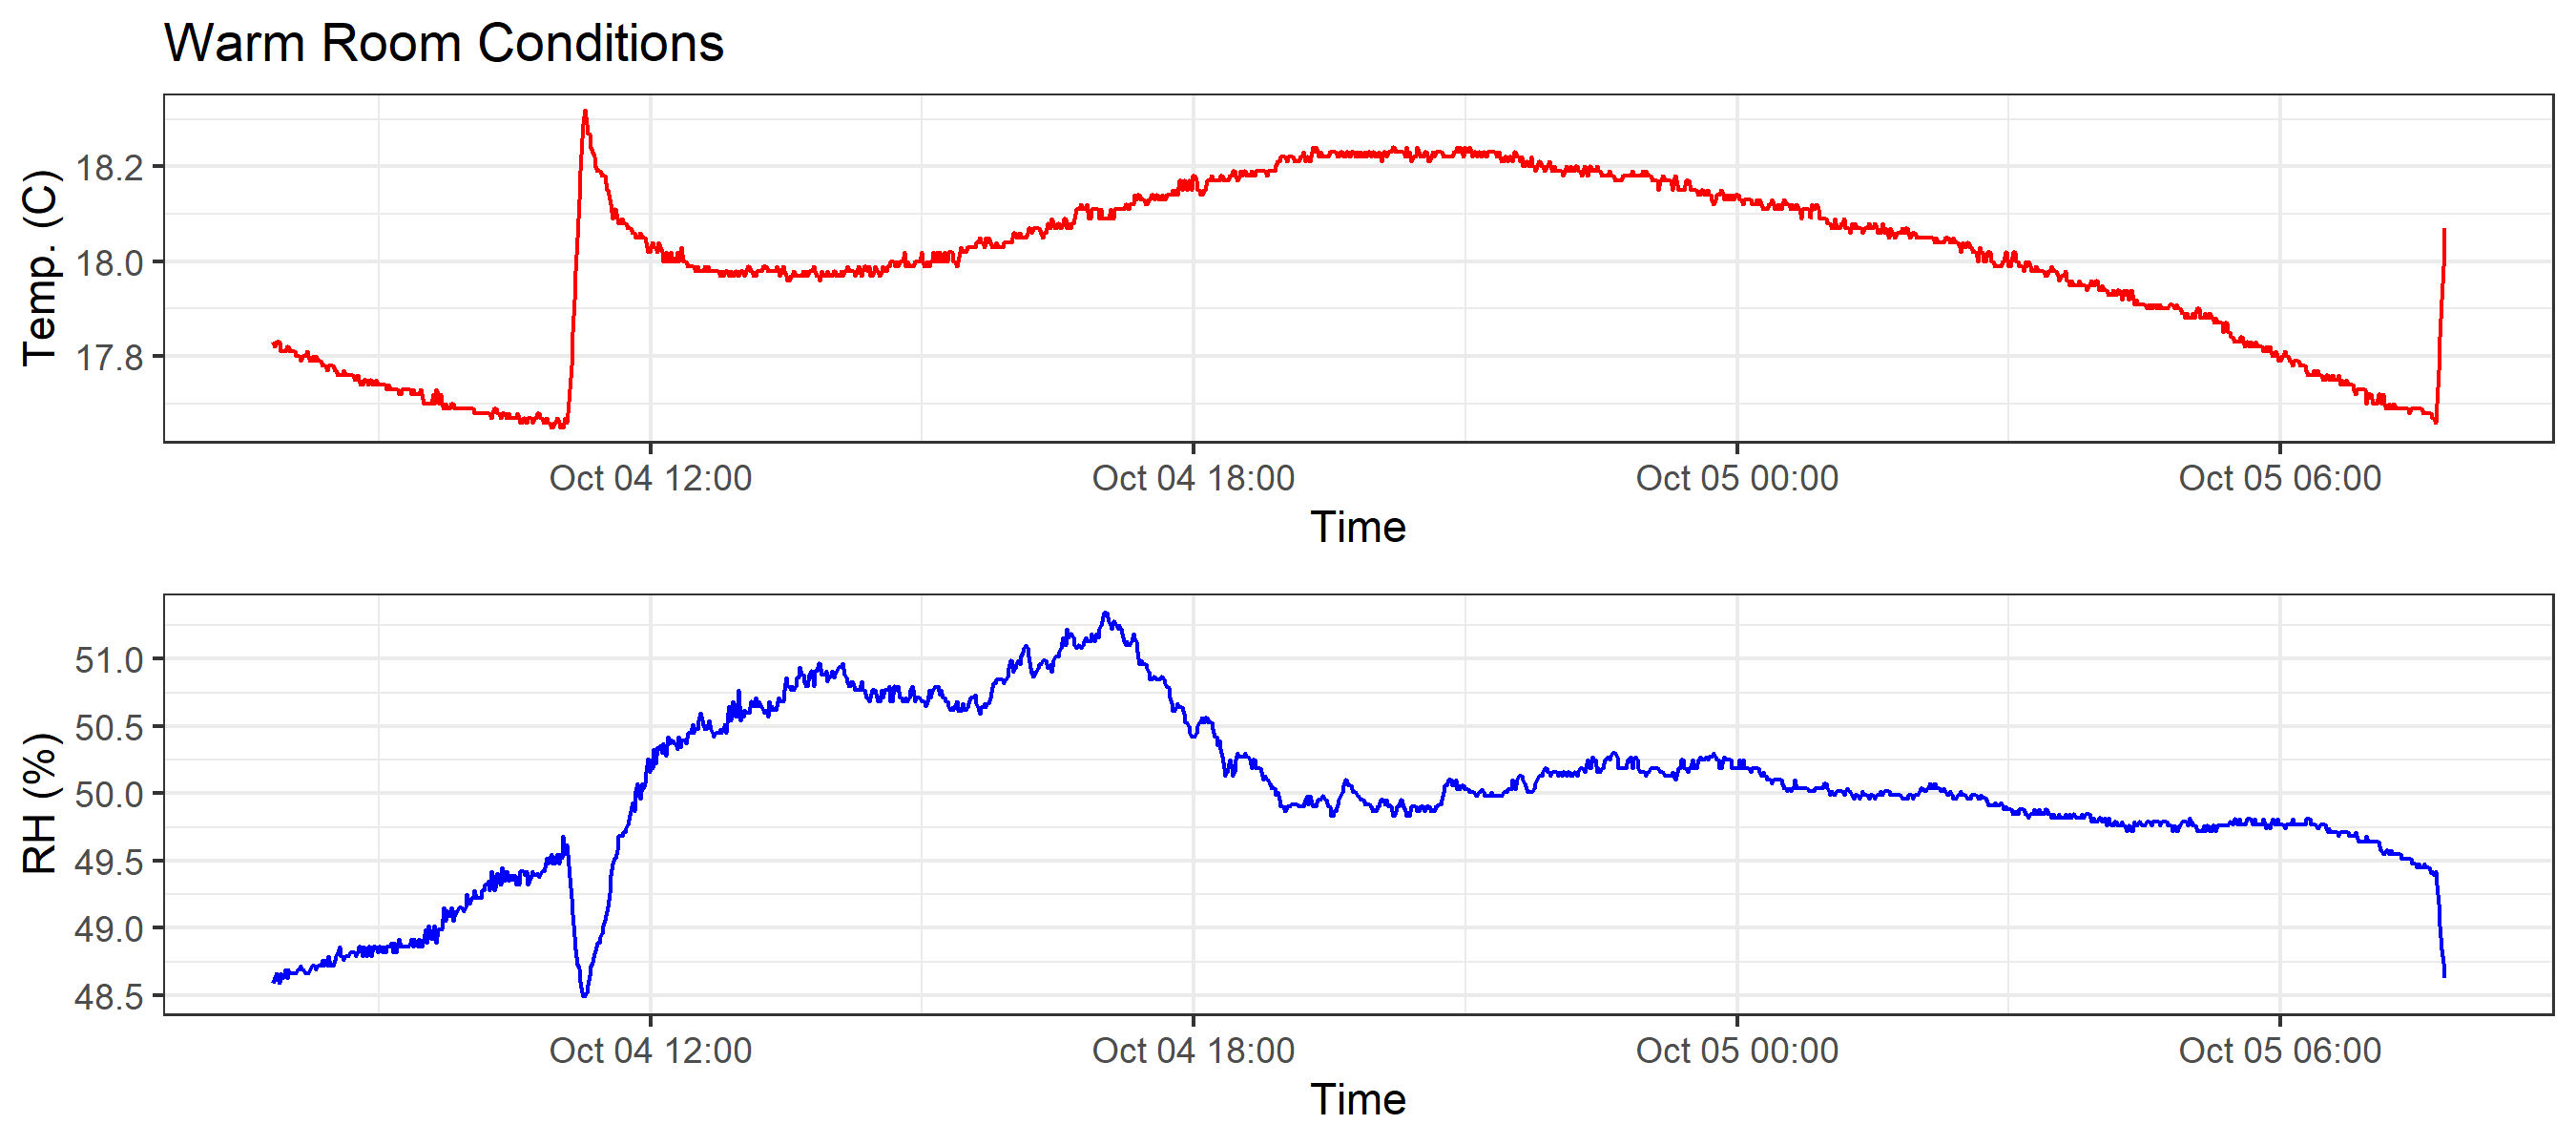 Warm Room Conditions
Temp. (C)
18.2
18.0
17.8
Oct 04 12:00 Oct 04 18:00 Oct 05 00:00 Oct 05 06:00
Time
RH (%)
51.0
50.5
50.0
49.5
49.0
48.5
Oct 04 12:00 Oct 04 18:00 Oct 05 00:00 Oct 05 06:00
Time